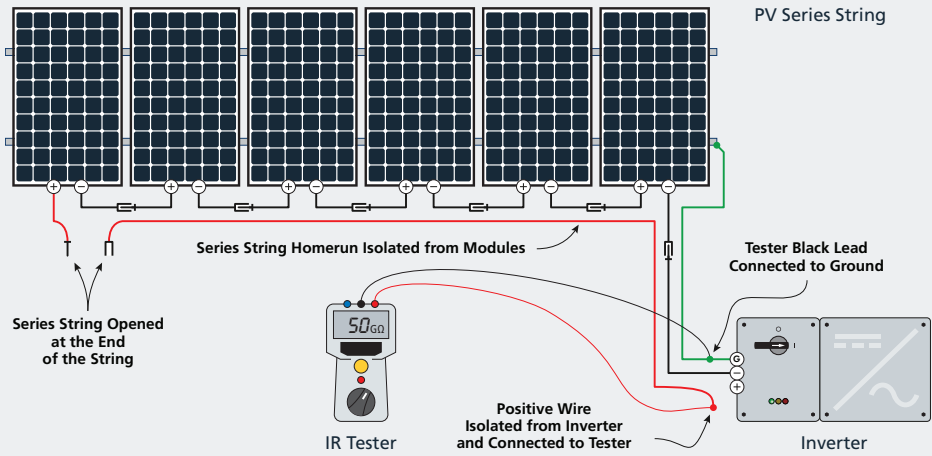 PV Series String
+ − + − + − + − + − + −
Series String Homerun Isolated from Modules
Tester Black Lead
Connected to Ground
Series String Opened
at the End
of the String
50GΩ
G
−
+
O
I
Positive Wire
Isolated from Inverter
and Connected to Tester
IR Tester
Inverter